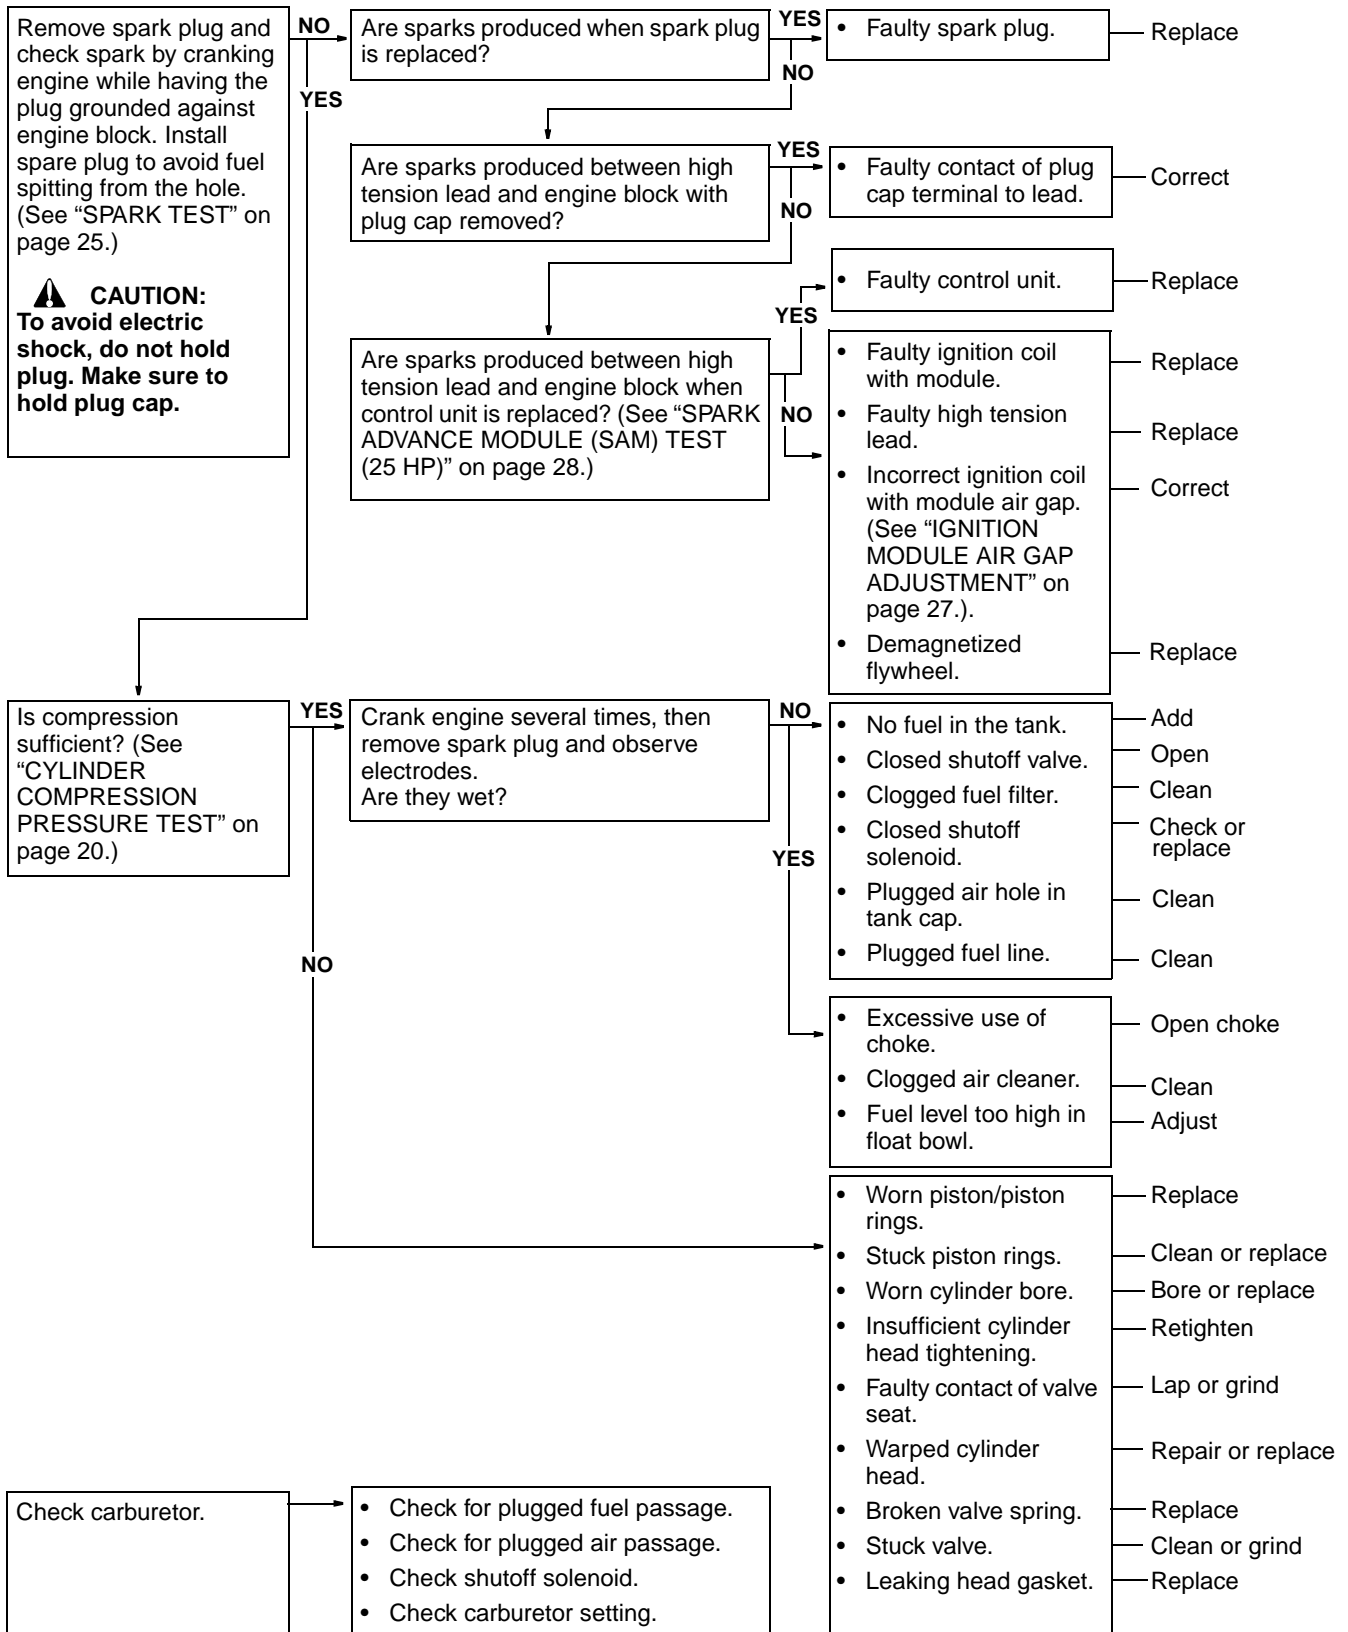 Remove spark plug and
check spark by cranking
engine while having the
plug grounded against
engine block. Install
spare plug to avoid fuel
spitting from the hole.
(See “SPARK TEST” on
page 25.)
CAUTION:
To avoid electric
shock, do not hold
plug. Make sure to
hold plug cap.
NO
YES
Are sparks produced when spark plug
is replaced?
YES
NO
• Faulty spark plug.
Replace
Are sparks produced between high
tension lead and engine block with
plug cap removed?
YES
NO
• Faulty contact of plug
cap terminal to lead.
Correct
Are sparks produced between high
tension lead and engine block when
control unit is replaced? (See “SPARK
ADVANCE MODULE (SAM) TEST
(25 HP)” on page 28.)
YES
NO
• Faulty control unit.
Replace
• Faulty ignition coil
with module.
Replace
• Faulty high tension
lead.
Replace
• Incorrect ignition coil
with module air gap.
(See “IGNITION
MODULE AIR GAP
ADJUSTMENT” on
page 27.).
Correct
• Demagnetized
flywheel.
Replace
Is compression
sufficient? (See
“CYLINDER
COMPRESSION
PRESSURE TEST” on
page 20.)
YES
NO
Crank engine several times, then
remove spark plug and observe
electrodes.
Are they wet?
NO
YES
• No fuel in the tank.
Add
• Closed shutoff valve.
Open
• Clogged fuel filter.
Clean
• Closed shutoff
solenoid.
Check or
replace
• Plugged air hole in
tank cap.
Clean
• Plugged fuel line.
Clean
• Excessive use of
choke.
Open choke
• Clogged air cleaner.
Clean
• Fuel level too high in
float bowl.
Adjust
• Worn piston/piston
rings.
Replace
• Stuck piston rings.
Clean or replace
• Worn cylinder bore.
Bore or replace
• Insufficient cylinder
head tightening.
Retighten
• Faulty contact of valve
seat.
Lap or grind
• Warped cylinder
head.
Repair or replace
• Broken valve spring.
Replace
• Stuck valve.
Clean or grind
• Leaking head gasket.
Replace
Check carburetor.
• Check for plugged fuel passage.
• Check for plugged air passage.
• Check shutoff solenoid.
• Check carburetor setting.